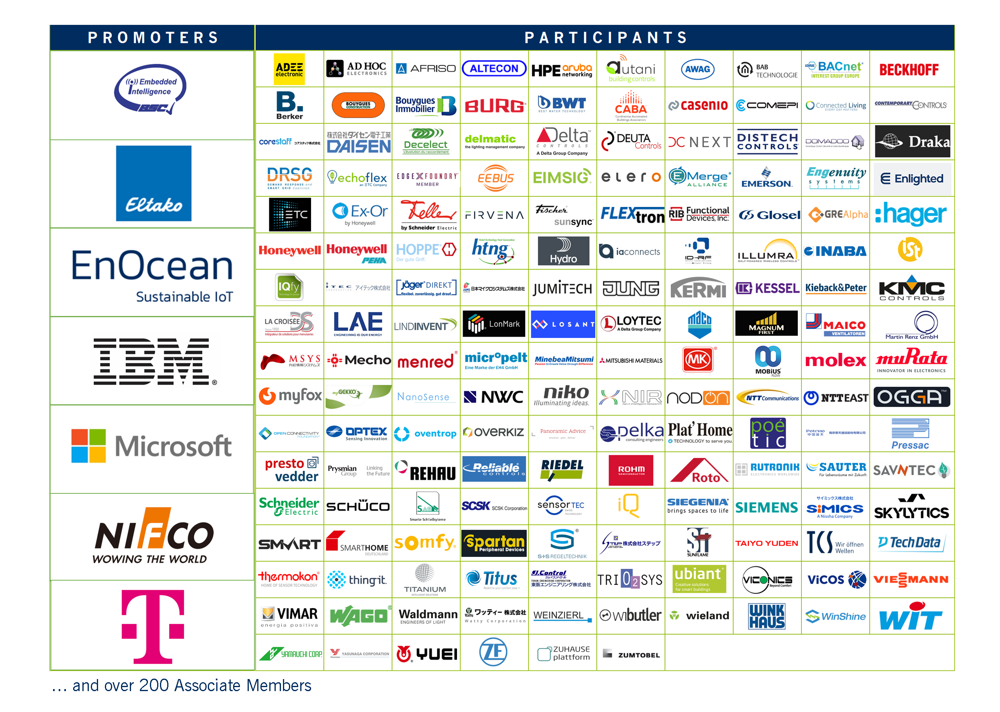 PROMOTERS
PARTICIPANTS
((•)) Embedded
Intelligence
BSC
Eltako
EnOcean
Sustainable IoT
IBM®
Microsoft
NIFCO
WOWING THE WORLD
T
ADEE
electronic
AD HOC
ELECTRONICS
AFRISO
ALTECON
HPE aruba
networking
autani
building controls
AWAG
BAB
TECHNOLOGIE
ASHRAE BACnet®
INTEREST GROUP EUROPE
BECKHOFF
B.
Berker
BOUYGUES
CONSTRUCTION
Bouygues
Immobilier
BURG
BWT
BEST WATER TECHNOLOGY
CABA
Continental Automated
Buildings Association
casenio
COMEPI
Connected Living
EVERY DAY MATTERS
CONTEMPORARY CONTROLS
corestaff コアスタッフ株式会社
株式会社ダイセン電子工業
DAISEN
Decelect
L'évolution du raccordement
delmatic
the lighting management company
Delta™
CONTROLS
A Delta Group Company
DEUTA
Controls
DC NEXT
DISTECH
CONTROLS
DOMADOO
Draka
DRSG
DEMAND RESPONSE and
SMART GRID Coalition
echoflex
an ETC Company
EDGE X FOUNDRY
MEMBER
EEBUS
EIMSIG
elero
EMerge®
ALLIANCE
EMERSON.
Engenuity
systems
Enlighted
ETC
Ex-Or
by Honeywell
Feller
by Schneider Electric
FIRVENA
Fischer
sunsync
FLEXtron
RIB Functional
Devices, Inc.
Glosel
GREAlpha
:hager
Honeywell
Honeywell
PEHA
HOPPE
Der gute Griff.
Hotel Technology Next Generation
htng
Hydro
iaconnects
ID-RF
ILLUMRA
SELF-POWERED WIRELESS CONTROLS
INABA
ist
IQfy
ITEC アイテック株式会社
CORPORATION
jäger® DIREKT
flexibel. zuverlässig. gut drauf.
JAMS 日本マイクロシステムズ株式会社
JUMITECH
JUNG
KERMI
KESSEL
Kieback&Peter
KMC
CONTROLS
LA CROISÉE DS
Depuis 1950
Intégrateur de solutions pour menuiseries
LAE
ENGINEERING IS OUR ENERGY
LINDINVENT
LonMark
LOSANT
LOYTEC
A Delta Group Company
maco
MAGNUM
FIRST
MAICO
VENTILATOREN
Martin Renz GmbH
MSYS
丸紅情報システムズ
Mecho
menred®
micropelt
Eine Marke der EH4 GmbH
MinebeaMitsumi
Passion to Create Value through Difference
MITSUBISHI MATERIALS
MK®
MOBiUS
FLOW
molex
muRata
INNOVATOR IN ELECTRONICS
myfox
myGEKKO
NanoSense
NWC
niko
Illuminating ideas.
NIR
Next Intelligent Research
NODON
NTT Communications
NTT EAST
OGGA™
OPEN CONNECTIVITY
FOUNDATION
OPTEX
Sensing Innovation
oventrop
OVERKIZ
Panoramic Advice
envision . plan . deliver
pelka
consulting engineers
Plat'Home
TECHNOLOGY to serve you.
poé
tic
POTEVIO
中国普天 南京普天通信股份有限公司
Pressac
presto
vedder
Prysmian
Group
Linking
the Future
REHAU
Reliable®
controls
RIEDEL
ROHM
SEMICONDUCTOR
Roto
RUTRONIK
ELECTRONICS WORLDWIDE
SAUTER
Für Lebensräume mit Zukunft.
SAVNTEC
Schneider
Electric
SCHÜCO
SAG
Smarte Schließsyteme
SCSK SCSK Corporation
sensorTEC
SWISS
TECHNOLOGY
iQ
SIEGENIA®
brings spaces to life
SIEMENS
サイミックス株式会社
SiMICS
A Nissha Company
SKYLYTICS
SMART
SMARTHOME
DEUTSCHLAND
somfy.
spartan
Peripheral Devices
S®
S+S REGELTECHNIK
STEP 株式会社ステップ
Sf
SUNFLAME
TAIYO YUDEN
TCS Wir öffnen
Welten
TechData
thermokon®
HOME OF SENSOR TECHNOLOGY
thingit.
TITANIUM
INTELLIGENT SOLUTIONS
Titus
Redefine your comfort zone.™
J.Control
ジェイコントロール
TOHAN-ENGINEERING CORPORATION
東阪エンジニアリング株式会社
TRIO2SYS
ubiant®
Creative solutions
for smart buildings
VICONICS
Beyond Comfort
ViCOS
VIESSMANN
VIMAR
energia positiva
WAGO®
Waldmann
ENGINEERS OF LIGHT
Watty ワッティー 株式会社
Watty Corporation
WEINZIERL
wibutler
wieland
WINK
HAUS
WinShine
WIT
YAMAUCHI CORP.
Yasunaga YASUNAGA CORPORATION
YUEI
ZF
ZUHAUSE
plattform
ZUMTOBEL
... and over 200 Associate Members